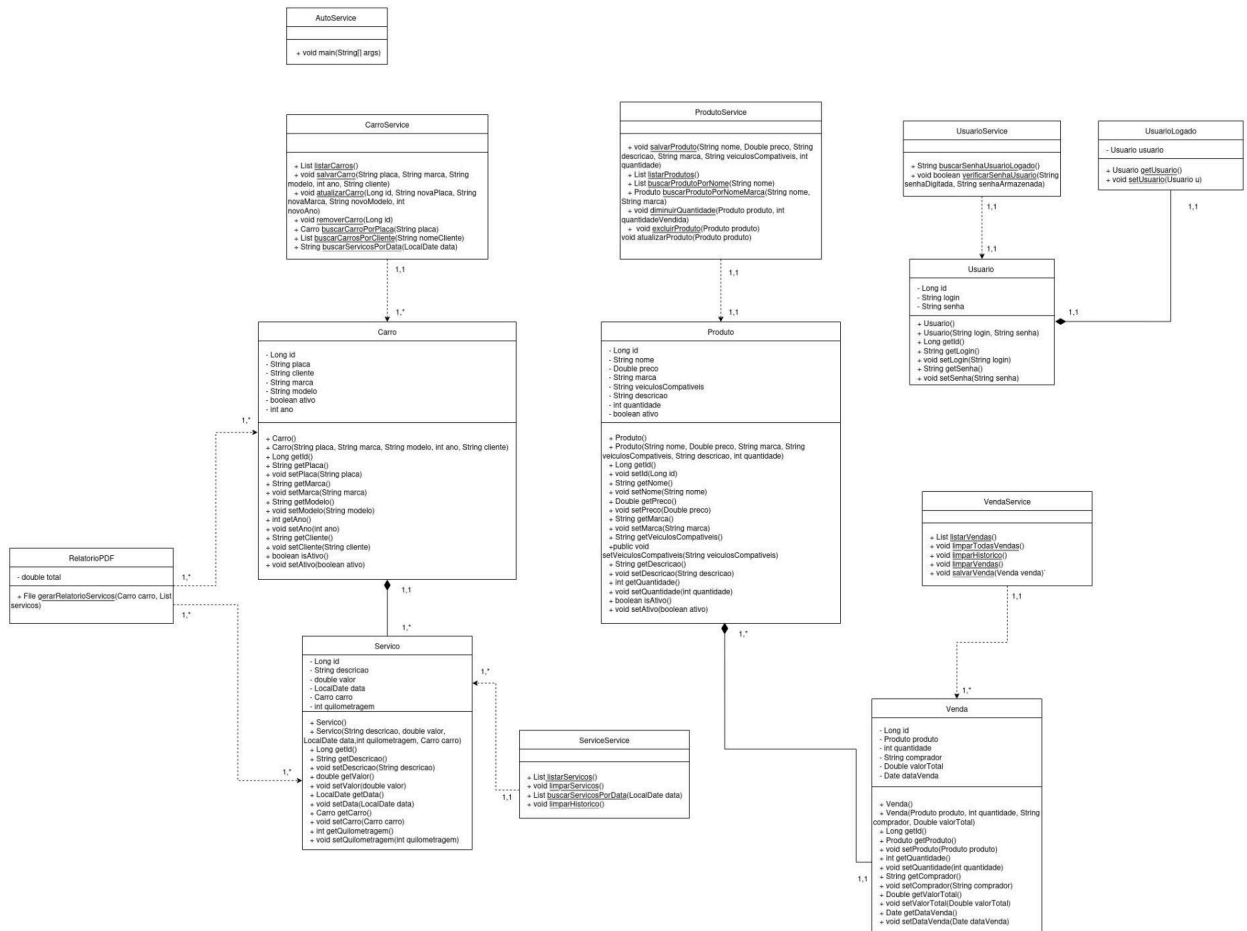 AutoService
+ void main(String[] args)
CarroService
+ List listarCarros()
+ void salvarCarro(String placa, String marca, String
modelo, int ano, String cliente)
+ void atualizarCarro(Long id, String novaPlaca, String
novaMarca, String novoModelo, int
novoAno)
+ void removerCarro(Long id)
+ Carro buscarCarroPorPlaca(String placa)
+ List buscarCarrosPorCliente(String nomeCliente)
+ String buscarServicosPorData(LocalDate data)
1,1
1,*
ProdutoService
+ void salvarProduto(String nome, Double preco, String
descricao, String marca, String veiculosCompativeis, int
quantidade)
+ List listarProdutos()
+ List buscarProdutoPorNome(String nome)
+ Produto buscarProdutoPorNomeMarca(String nome,
String marca)
+ void diminuirQuantidade(Produto produto, int
quantidadeVendida)
+ void excluirProduto(Produto produto)
void atualizarProduto(Produto produto)
1,1
1,1
UsuarioService
+ String buscarSenhaUsuarioLogado()
+ void boolean verificarSenhaUsuario(String
senhaDigitada, String senhaArmazenada)
1,1
1,1
UsuarioLogado
- Usuario usuario
+ Usuario getUsuario()
+ void setUsuario(Usuario u)
1,1
1,1
Usuario
- Long id
- String login
- String senha
+ Usuario()
+ Usuario(String login, String senha)
+ Long getId()
+ String getLogin()
+ void setLogin(String login)
+ String getSenha()
+ void setSenha(String senha)
Carro
- Long id
- String placa
- String cliente
- String marca
- String modelo
- boolean ativo
- int ano
+ Carro()
+ Carro(String placa, String marca, String modelo, int ano, String cliente)
+ Long getId()
+ String getPlaca()
+ void setPlaca(String placa)
+ String getMarca()
+ void setMarca(String marca)
+ String getModelo()
+ void setModelo(String modelo)
+ int getAno()
+ void setAno(int ano)
+ String getCliente()
+ void setCliente(String cliente)
+ boolean isAtivo()
+ void setAtivo(boolean ativo)
1,1
1,*
Produto
- Long id
- String nome
- Double preco
- String marca
- String veiculosCompativeis
- String descricao
- int quantidade
- boolean ativo
+ Produto()
+ Produto(String nome, Double preco, String marca, String
veiculosCompativeis, String descricao, int quantidade)
+ Long getId()
+ void setId(Long id)
+ String getNome()
+ void setNome(String nome)
+ Double getPreco()
+ void setPreco(Double preco)
+ String getMarca()
+ void setMarca(String marca)
+ String getVeiculosCompativeis()
+public void
setVeiculosCompativeis(String veiculosCompativeis)
+ String getDescricao()
+ void setDescricao(String descricao)
+ int getQuantidade()
+ void setQuantidade(int quantidade)
+ boolean isAtivo()
+ void setAtivo(boolean ativo)
1,*
1,1
RelatorioPDF
- double total
+ File gerarRelatorioServicos(Carro carro, List
servicos)
1,*
1,*
1,*
1,*
Servico
- Long id
- String descricao
- double valor
- LocalDate data
- Carro carro
- int quilometragem
+ Servico()
+ Servico(String descricao, double valor,
LocalDate data,int quilometragem, Carro carro)
+ Long getId()
+ String getDescricao()
+ void setDescricao(String descricao)
+ double getValor()
+ void setValor(double valor)
+ LocalDate getData()
+ void setData(LocalDate data)
+ Carro getCarro()
+ void setCarro(Carro carro)
+ int getQuilometragem()
+ void setQuilometragem(int quilometragem)
1,*
1,1
ServiceService
+ List listarServicos()
+ void limparServicos()
+ List buscarServicosPorData(LocalDate data)
+ void limparHistorico()
VendaService
+ List listarVendas()
+ void limparTodasVendas()
+ void limparHistorico()
+ void limparVendas()
+ void salvarVenda(Venda venda)`
1,1
1,*
Venda
- Long id
- Produto produto
- int quantidade
- String comprador
- Double valorTotal
- Date dataVenda
+ Venda()
+ Venda(Produto produto, int quantidade, String
comprador, Double valorTotal)
+ Long getId()
+ Produto getProduto()
+ void setProduto(Produto produto)
+ int getQuantidade()
+ void setQuantidade(int quantidade)
+ String getComprador()
+ void setComprador(String comprador)
+ Double getValorTotal()
+ void setValorTotal(Double valorTotal)
+ Date getDataVenda()
+ void setDataVenda(Date dataVenda)